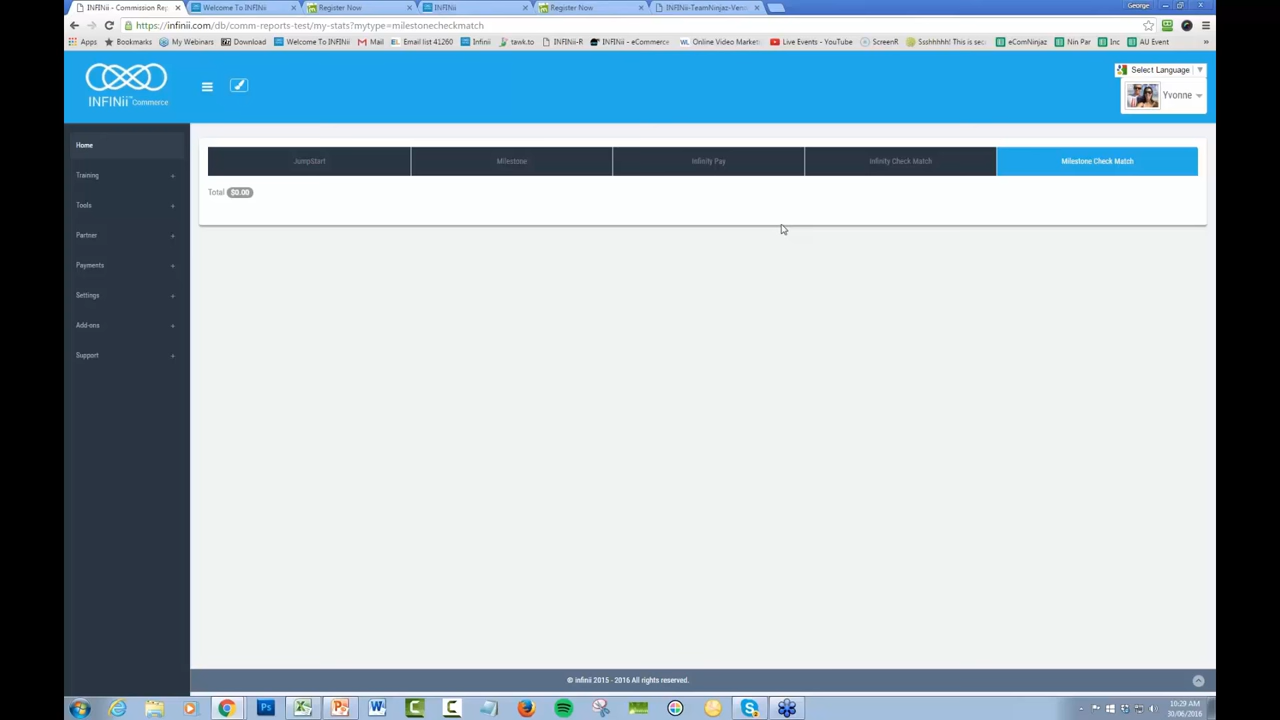 INFINii - Commission Rep
Welcome To INFINii
Register Now
INFINii
Register Now
INFINii-TeamNinjaz-Vers
George
https://infinii.com/db/comm-reports-test/my-stats?mytype=milestonecheckmatch
Apps
Bookmarks
My Webinars
Download
Welcome To INFINii
Mail
Email list 41260
Infinii
tawk.to
INFINii-R
INFINii - eCommerce
Online Video Market
Live Events - YouTube
ScreenR
Ssshhhhh! This is sec
eComNinjaz
Nin Par
Inc
AU Event
»
INFINii™Commerce
Select Language
Yvonne
Home
Training +
Tools +
Partner +
Payments +
Settings +
Add-ons +
Support +
JumpStart
Milestone
Infinity Pay
Infinity Check Match
Milestone Check Match
Total $0.00
© infinii 2015 - 2016 All rights reserved.
10:29 AM
30/06/2016